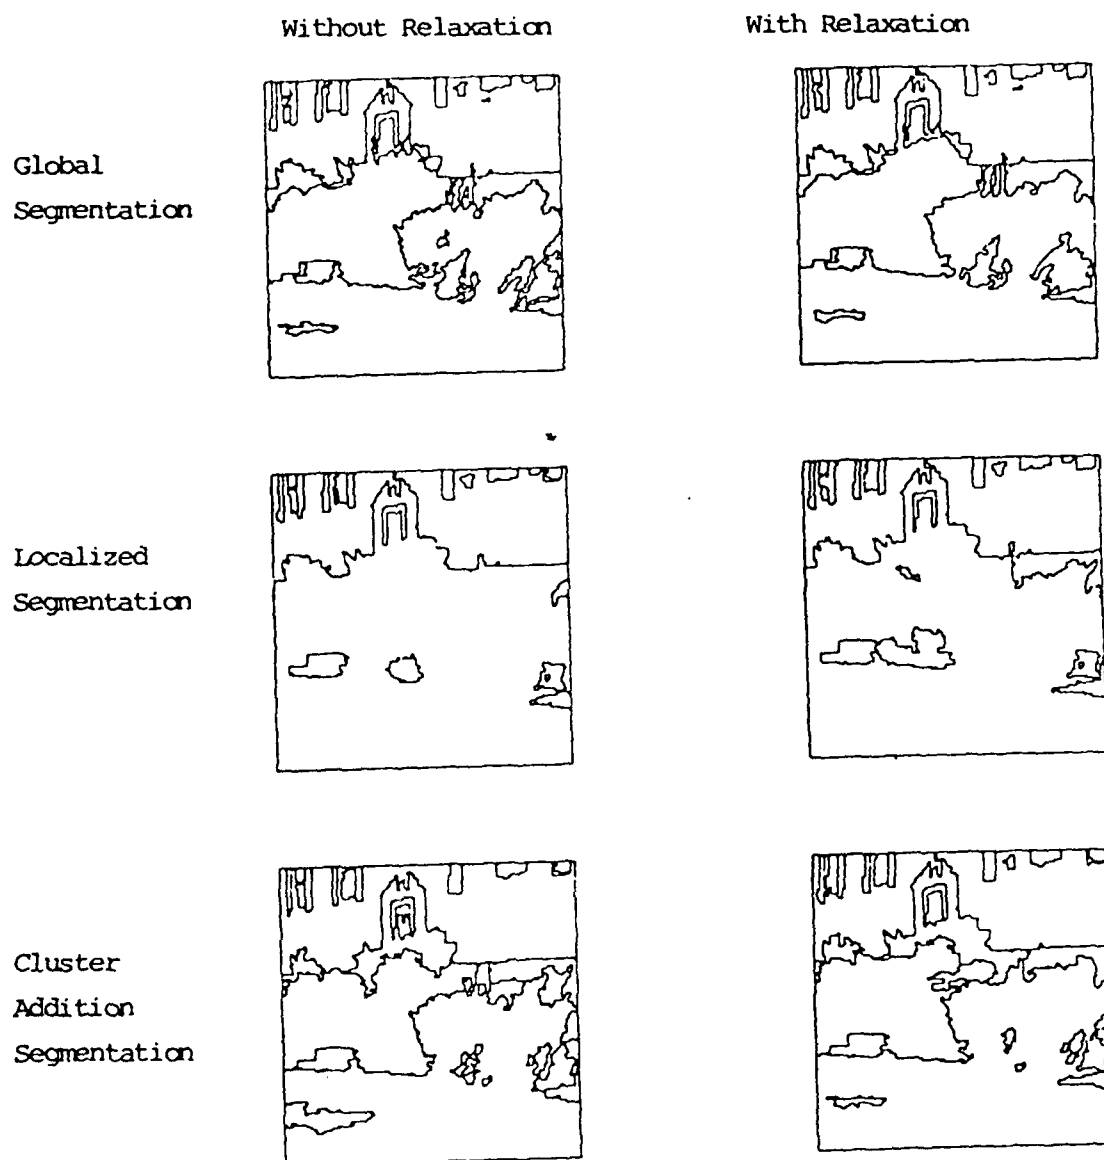 Without Relaxation
With Relaxation
Global
Segmentation
Localized
Segmentation
Cluster
Addition
Segmentation